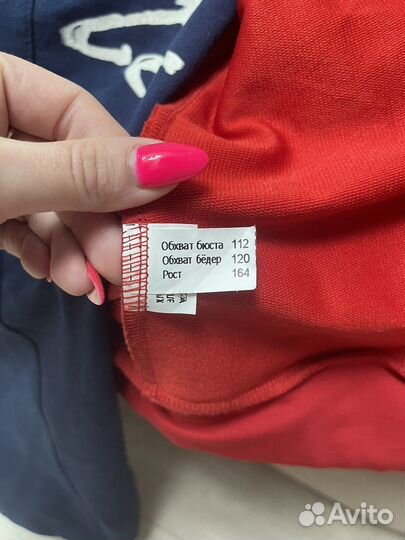 Обхват бюста 112
Обхват бёдер 120
Рост 164
Avito